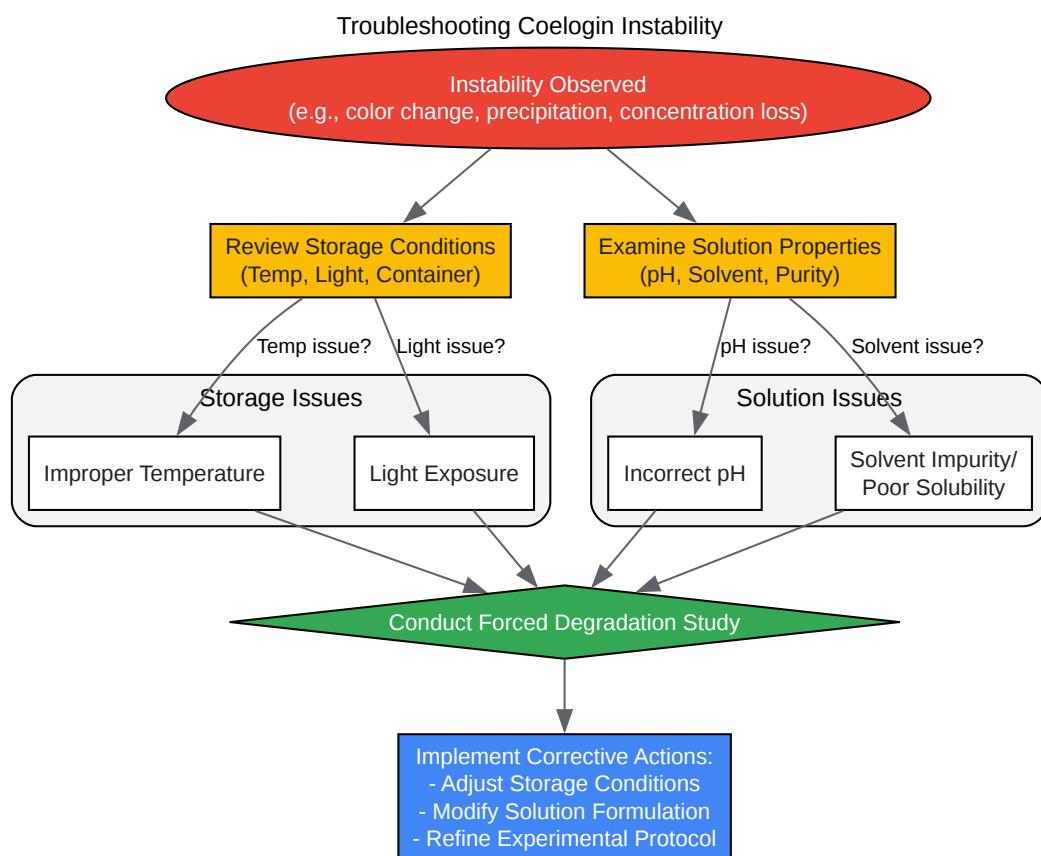 Troubleshooting Coelogin Instability
Instability Observed
(e.g., color change, precipitation, concentration loss)
Review Storage Conditions
(Temp, Light, Container)
Examine Solution Properties
(pH, Solvent, Purity)
Temp issue?
Light issue?
pH issue?
Solvent issue?
Storage Issues
Solution Issues
Improper Temperature
Light Exposure
Incorrect pH
Solvent Impurity/
Poor Solubility
Conduct Forced Degradation Study
Implement Corrective Actions:
- Adjust Storage Conditions
- Modify Solution Formulation
- Refine Experimental Protocol